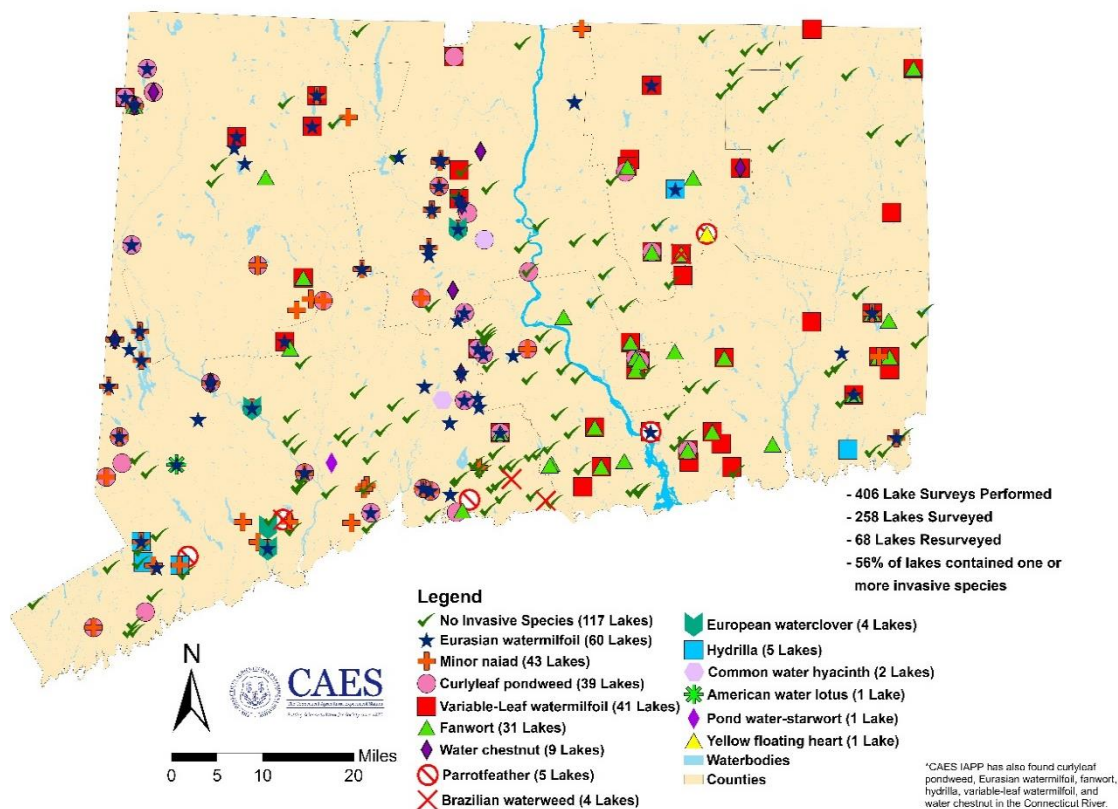 - 406 Lake Surveys Performed
- 258 Lakes Surveyed
- 68 Lakes Resurveyed
- 56% of lakes contained one or
more invasive species
Legend
No Invasive Species (117 Lakes)
Eurasian watermilfoil (60 Lakes)
Minor naiad (43 Lakes)
Curlyleaf pondweed (39 Lakes)
Variable-Leaf watermilfoil (41 Lakes)
Fanwort (31 Lakes)
Water chestnut (9 Lakes)
Parrotfeather (5 Lakes)
Brazilian waterweed (4 Lakes)
European waterclover (4 Lakes)
Hydrilla (5 Lakes)
Common water hyacinth (2 Lakes)
American water lotus (1 Lake)
Pond water-starwort (1 Lake)
Yellow floating heart (1 Lake)
Waterbodies
Counties
N
CAES
Miles
0 5 10 20
*CAES IAPP has also found curlyleaf
pondweed, Eurasian watermilfoil, fanwort,
hydrilla, variable-leaf watermilfoil, and
water chestnut in the Connecticut River.